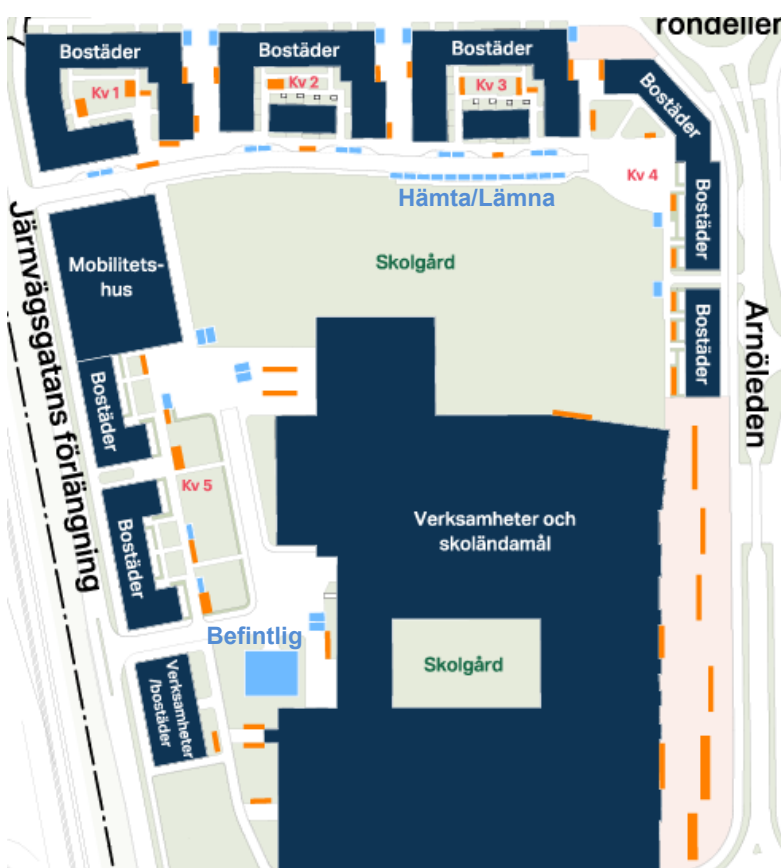 rondellen
Bostäder
Bostäder
Bostäder
Bostäder
Kv 1
Kv 2
Kv 3
Kv 4
Hämta/Lämna
Bostäder
Järnvägsgatans förlängning
Mobilitets-
hus
Skolgård
Bostäder
Arnöleden
Bostäder
Kv 5
Verksamheter och
skoländamål
Bostäder
Befintlig
Skolgård
Verksamheter
/bostäder